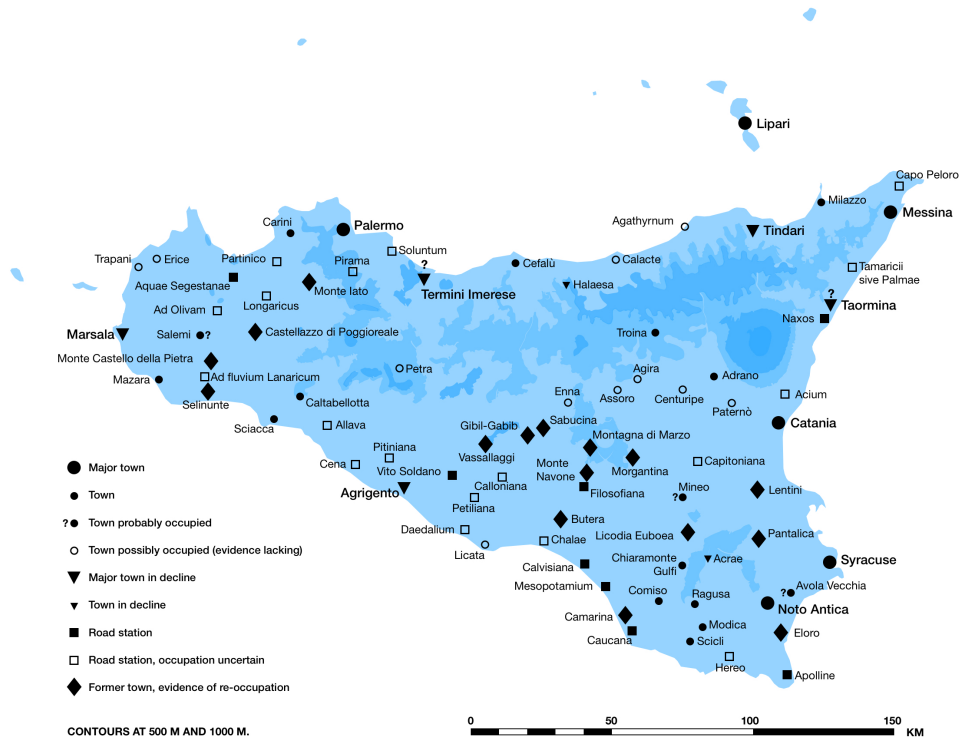 Lipari
Capo Peloro
Milazzo
Messina
Agathyrnum
Tindari
Carini
Palermo
Soluntum
Calacte
Trapani
Erice
Partinico
Pirama
?
Cefalù
Tamaricii
sive Palmae
Aquae Segestanae
Monte Iato
Termini Imerese
Halaesa
?
Taormina
Longaricus
Ad Olivam
Naxos
Marsala
Salemi
?
Castellazzo di Poggioreale
Troina
Monte Castello della Pietra
Petra
Agira
Adrano
Mazara
Ad fluvium Lanaricum
Enna
Assoro
Centuripe
Acium
Selinunte
Caltabellotta
Paternò
Sciacca
Allava
Gibil-Gabib
Sabucina
Catania
Montagna di Marzo
Pitiniana
Vassallaggi
Cena
Vito Soldano
Monte
Navone
Morgantina
Capitoniana
Agrigento
Calloniana
Filosofiana
Mineo
?
Lentini
Petiliana
Daedalium
Butera
Licodia Euboea
Pantalica
Licata
Chalae
Calvisiana
Chiaramonte
Gulfi
Acrae
Syracuse
Mesopotamium
Comiso
Ragusa
?
Avola Vecchia
Noto Antica
Camarina
Modica
Eloro
Caucana
Scicli
Hereo
Apolline
Major town
Town
? Town probably occupied
Town possibly occupied (evidence lacking)
Major town in decline
Town in decline
Road station
Road station, occupation uncertain
Former town, evidence of re-occupation
CONTOURS AT 500 M AND 1000 M.
0 50 100 150
KM